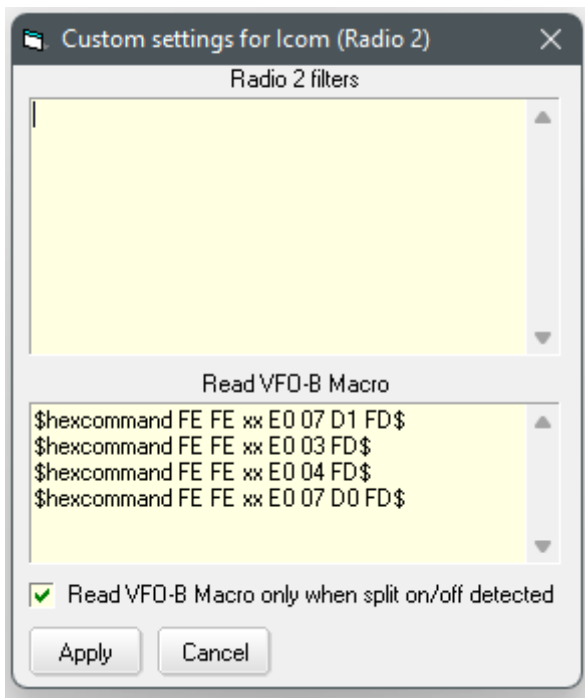 Custom settings for Icom (Radio 2)
Radio 2 filters
Read VFO-B Macro
$hexcommand FE FE xx E0 07 D1 FD$
$hexcommand FE FE xx E0 03 FD$
$hexcommand FE FE xx E0 04 FD$
$hexcommand FE FE xx E0 07 D0 FD$
Read VFO-B Macro only when split on/off detected
Apply Cancel